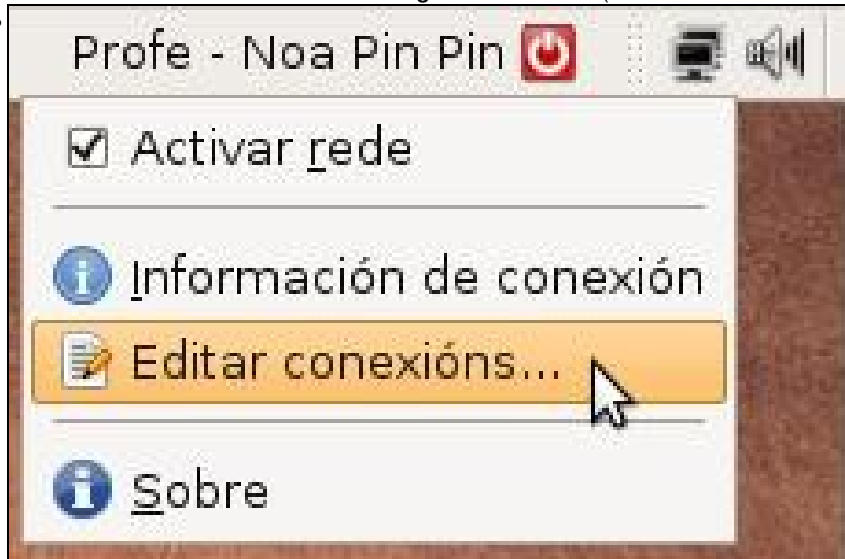 Profe - Noa Pin Pin
Activar rede
Información de conexión
Editar conexións...
Sobre